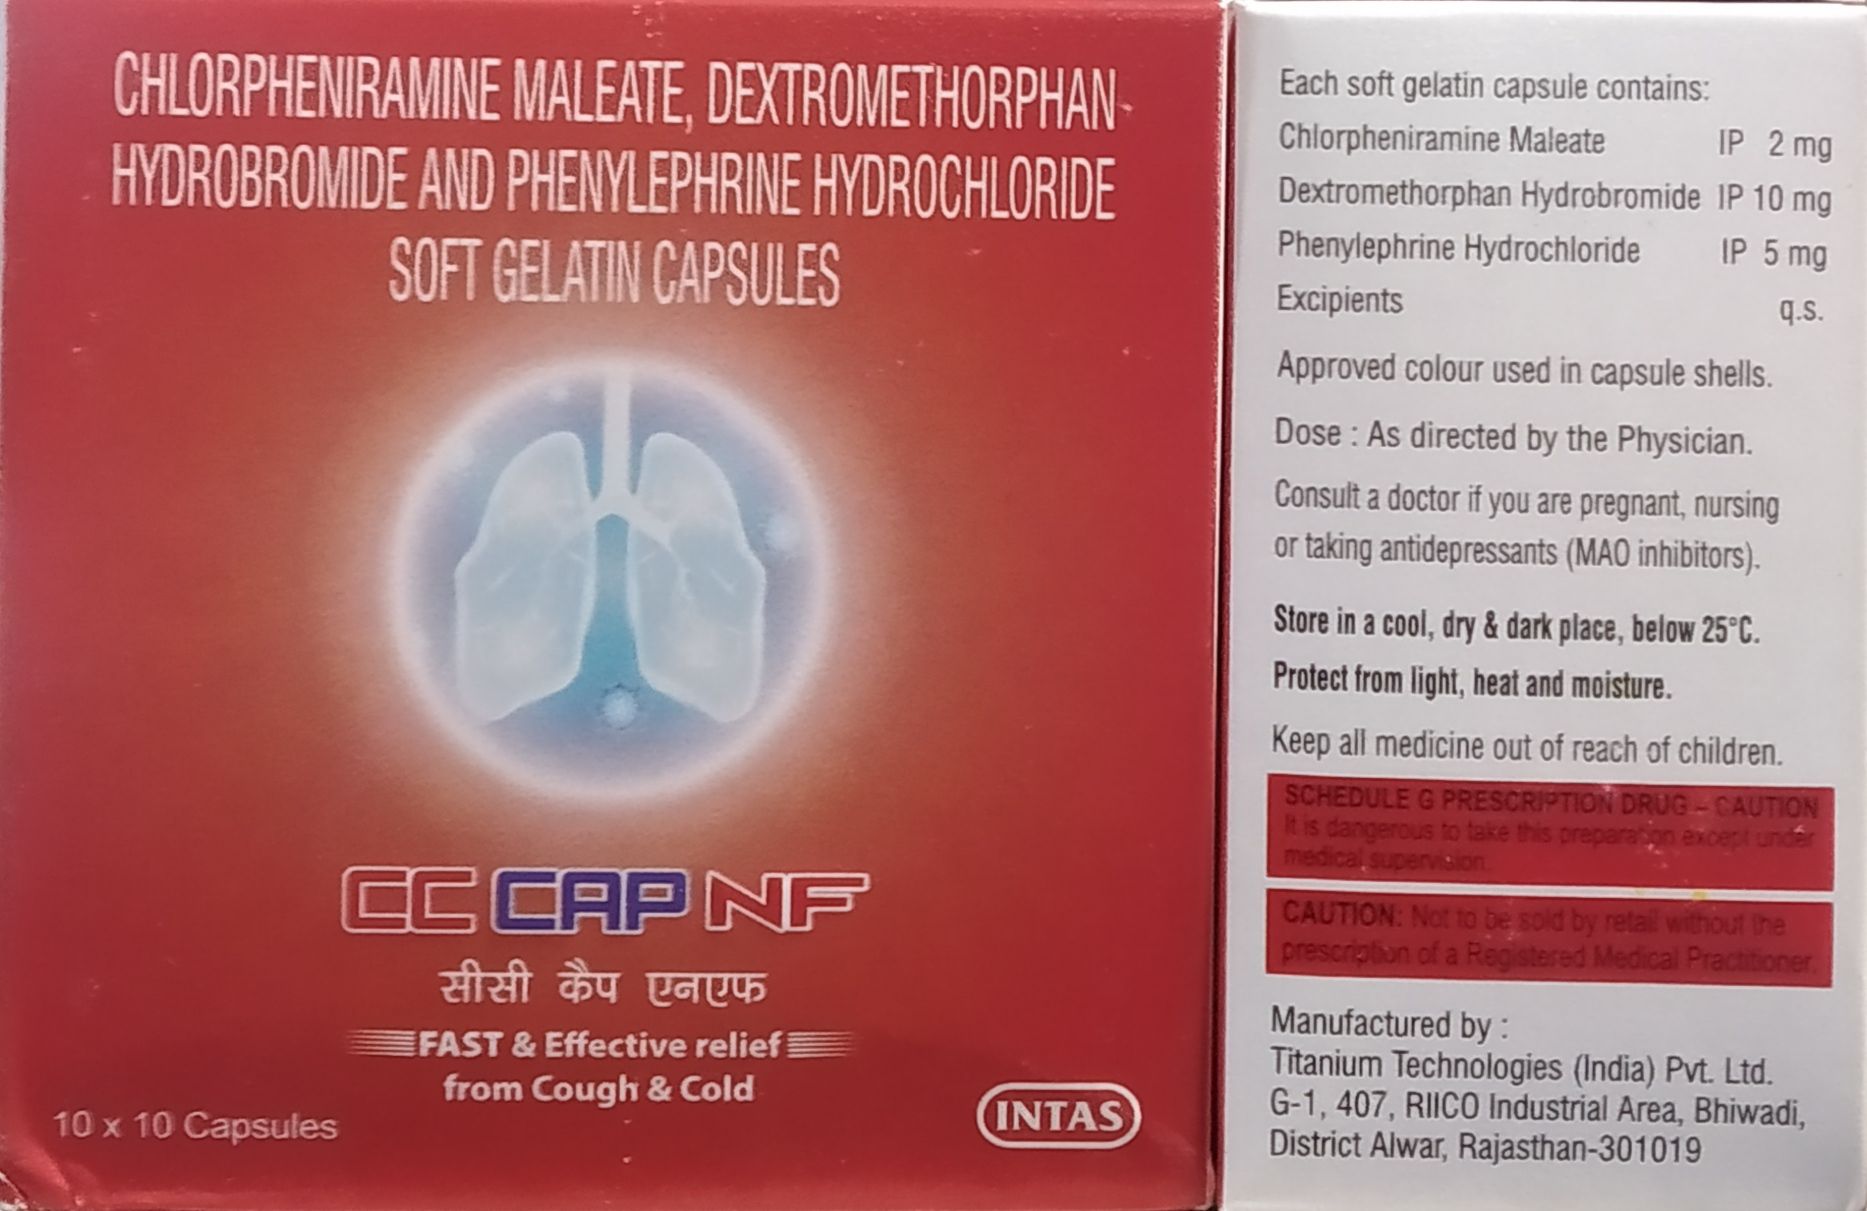 CHLORPHENIRAMINE MALEATE, DEXTROMETHORPHAN
HYDROBROMIDE AND PHENYLEPHRINE HYDROCHLORIDE
SOFT GELATIN CAPSULES
CC CAP NF
सीसी कैप एनएफ
FAST & Effective relief
from Cough & Cold
10 x 10 Capsules
INTAS
Each soft gelatin capsule contains:
Chlorpheniramine Maleate IP 2 mg
Dextromethorphan Hydrobromide IP 10 mg
Phenylephrine Hydrochloride IP 5 mg
Excipients q.s.
Approved colour used in capsule shells.
Dose : As directed by the Physician.
Consult a doctor if you are pregnant, nursing
or taking antidepressants (MAO inhibitors).
Store in a cool, dry & dark place, below 25°C.
Protect from light, heat and moisture.
Keep all medicine out of reach of children.
SCHEDULE G PRESCRIPTION DRUG – CAUTION
It is dangerous to take this preparation except under
medical supervision.
CAUTION: Not to be sold by retail without the
prescription of a Registered Medical Practitioner.
Manufactured by :
Titanium Technologies (India) Pvt. Ltd.
G-1, 407, RIICO Industrial Area, Bhiwadi,
District Alwar, Rajasthan-301019